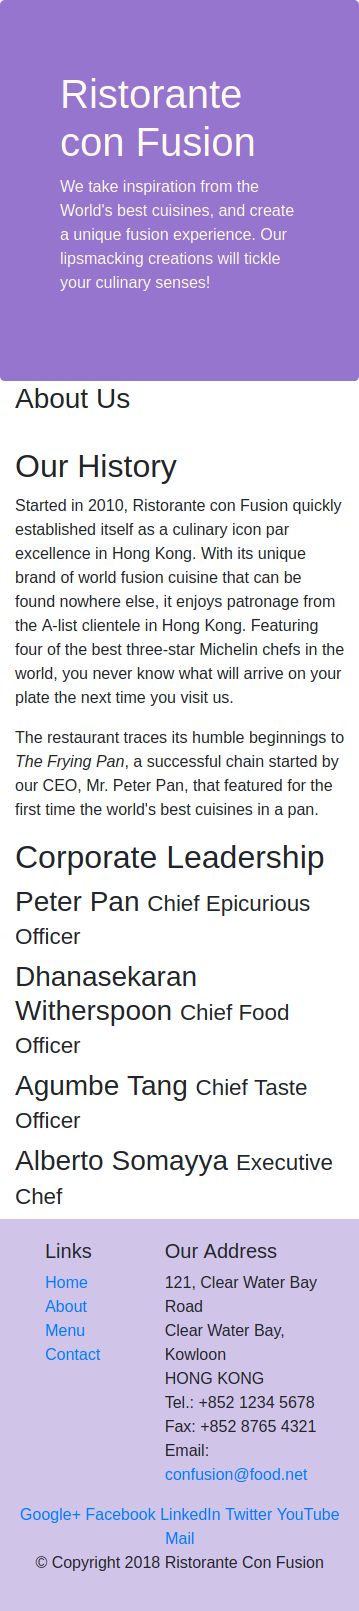 Ristorante
con Fusion
We take inspiration from the
World's best cuisines, and create
a unique fusion experience. Our
lipsmacking creations will tickle
your culinary senses!
About Us
Our History
Started in 2010, Ristorante con Fusion quickly
established itself as a culinary icon par
excellence in Hong Kong. With its unique
brand of world fusion cuisine that can be
found nowhere else, it enjoys patronage from
the A-list clientele in Hong Kong. Featuring
four of the best three-star Michelin chefs in the
world, you never know what will arrive on your
plate the next time you visit us.
The restaurant traces its humble beginnings to
The Frying Pan, a successful chain started by
our CEO, Mr. Peter Pan, that featured for the
first time the world's best cuisines in a pan.
Corporate Leadership
Peter Pan Chief Epicurious
Officer
Dhanasekaran
Witherspoon Chief Food
Officer
Agumbe Tang Chief Taste
Officer
Alberto Somayya Executive
Chef
Links
Home
About
Menu
Contact
Our Address
121, Clear Water Bay
Road
Clear Water Bay,
Kowloon
HONG KONG
Tel.: +852 1234 5678
Fax: +852 8765 4321
Email:
confusion@food.net
Google+ Facebook LinkedIn Twitter YouTube
Mail
© Copyright 2018 Ristorante Con Fusion